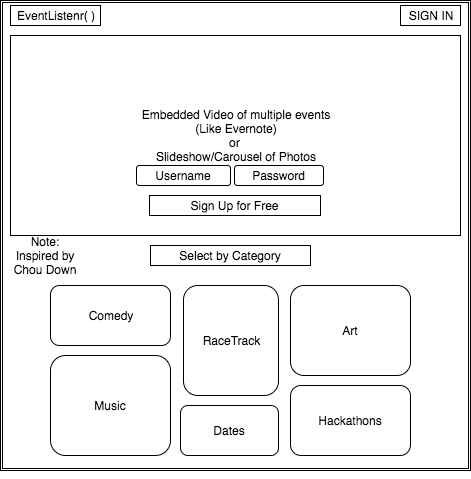 EventListenr( )
SIGN IN
Embedded Video of multiple events
(Like Evernote)
or
Slideshow/Carousel of Photos
Username
Password
Sign Up for Free
Note:
Inspired by
Chou Down
Select by Category
Comedy
RaceTrack
Art
Music
Dates
Hackathons